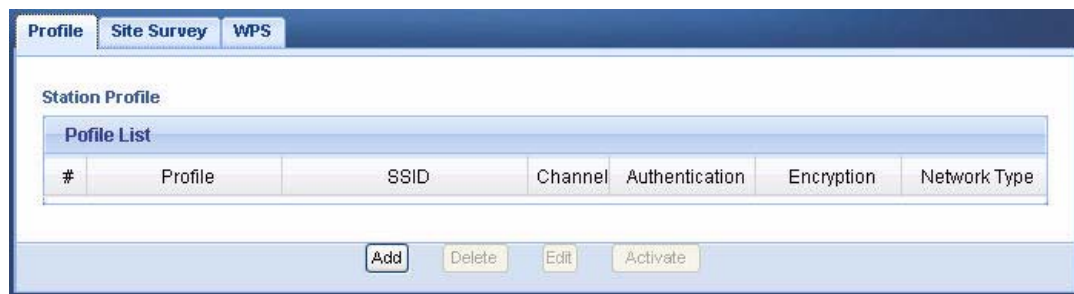 Profile Site Survey WPS
Station Profile
Pofile List
# Profile SSID Channel Authentication Encryption Network Type
Add Delete Edit Activate